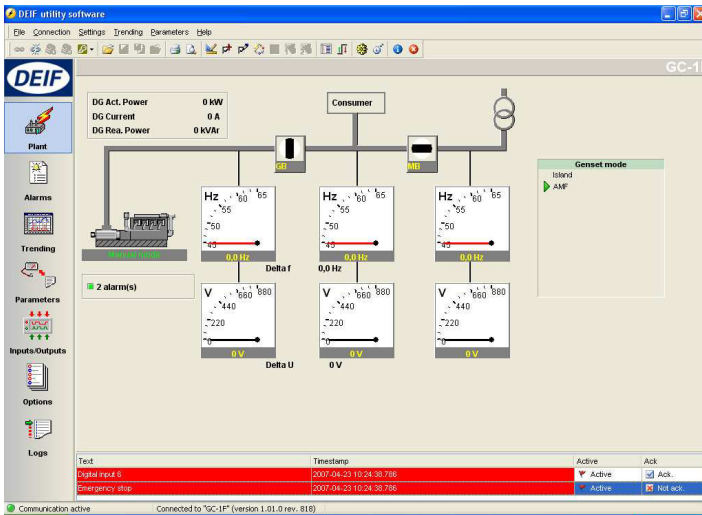 DEIF utility software
File Connection Settings Trending Parameters Help
DEIF
GC-1
Plant
Alarms
Trending
Parameters
Inputs/Outputs
Options
Logs
DG Act. Power 0 kW
DG Current 0 A
DG Rea. Power 0 kVAr
Consumer
GB
MB
Genset mode
Island
AMF
Manual mode
2 alarm(s)
Hz 45 50 55 60 65
0,0 Hz
Hz 45 50 55 60 65
0,0 Hz
Hz 45 50 55 60 65
0,0 Hz
Delta f 0,0 Hz
V 0 220 440 660 880
0 V
V 0 220 440 660 880
0 V
V 0 220 440 660 880
0 V
Delta U 0 V
Text Timestamp Active Ack
Digital input 6 2007-04-23 10:24:38.786 Active Ack.
Emergency stop 2007-04-23 10:24:38.786 Active Not ack.
Communication active Connected to "GC-1F" (version 1.01.0 rev. 818)